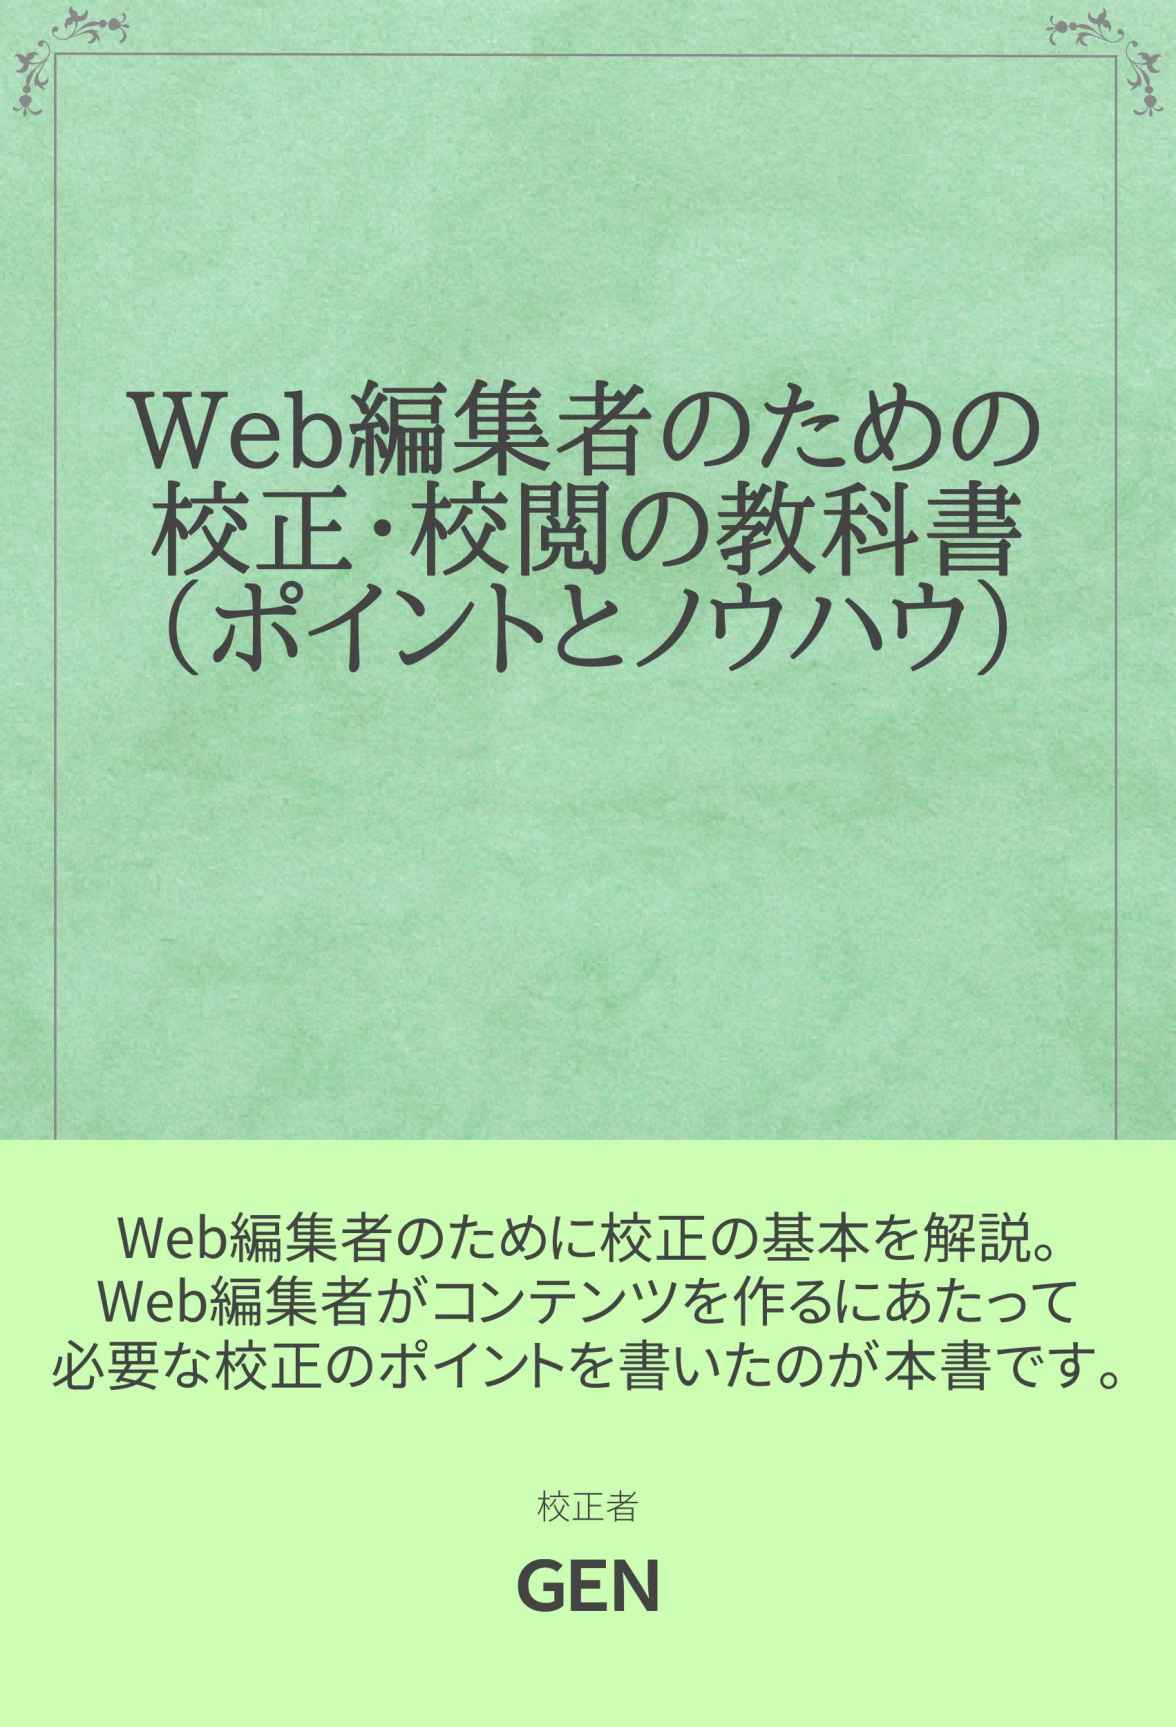 Web編集者のための
校正・校閲の教科書
（ポイントとノウハウ）
Web編集者のために校正の基本を解説。
Web編集者がコンテンツを作るにあたって
必要な校正のポイントを書いたのが本書です。
校正者
GEN